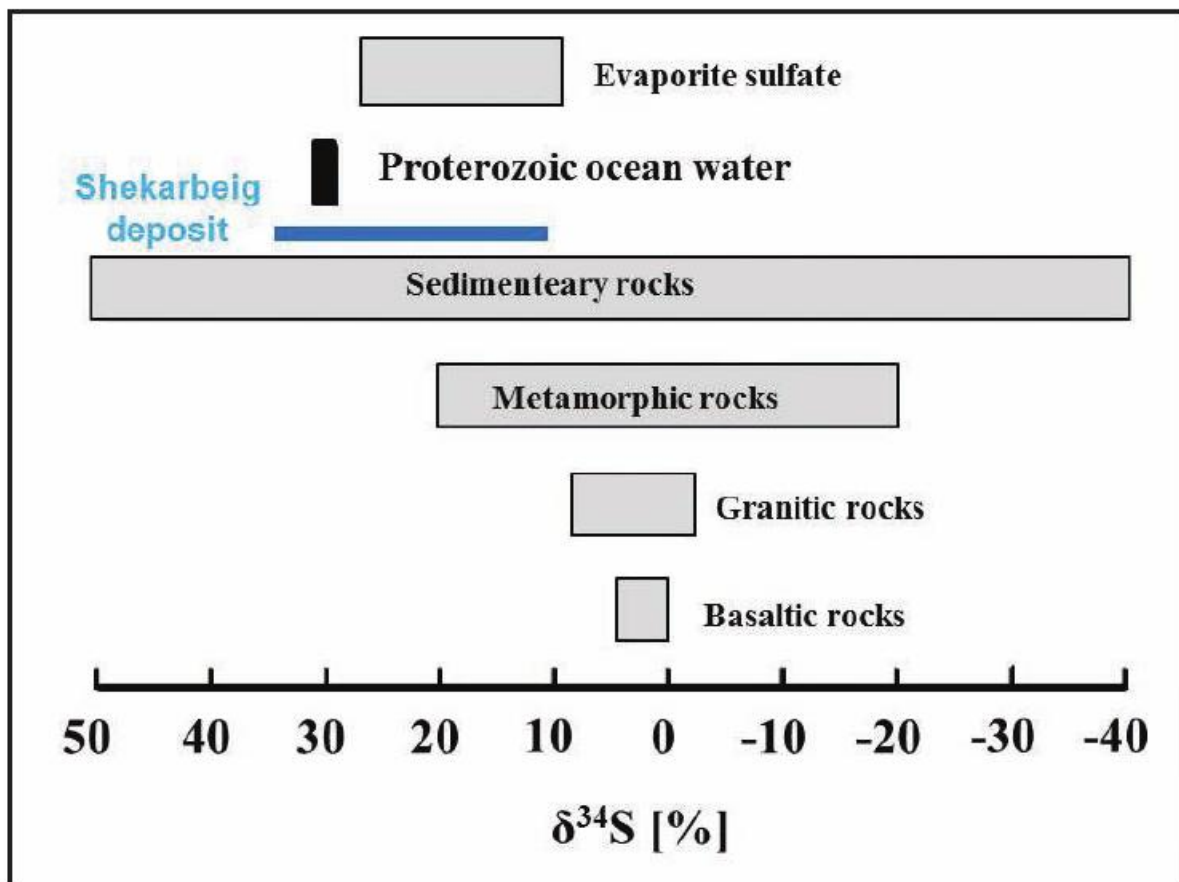 Evaporite sulfate
Proterozoic ocean water
Shekarbeig
deposit
Sedimenteary rocks
Metamorphic rocks
Granitic rocks
Basaltic rocks
50 40 30 20 10 0 -10 -20 -30 -40
δ³⁴S [%]